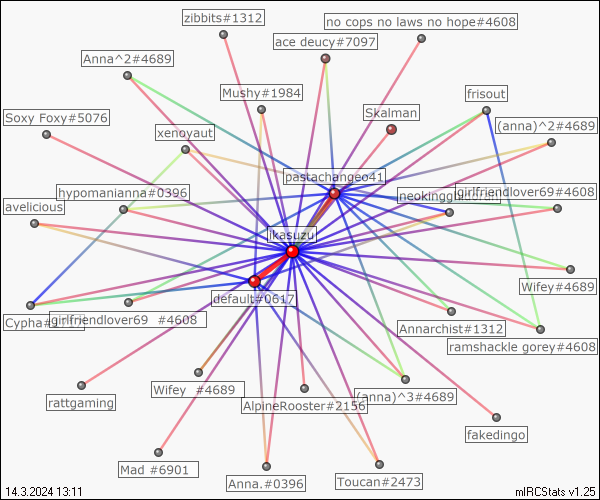 zibbits#1312
no cops no laws no hope#4608
ace deucy#7097
Anna^2#4689
Mushy#1984
frisout
Soxy Foxy#5076
Skalman
(anna)^2#4689
xenoyaut
pastachangeo41
hypomanianna#0396
girlfriendlover69#4608
avelicious
jkasuzu
Wifey#4689
default#0617
girlfriendlover69 #4608
Annarchist#1312
ramshackle gorey#4608
Wifey #4689
(anna)^3#4689
rattgaming
AlpineRooster#2156
fakedingo
Mad #6901
Anna.#0396
Toucan#2473
14.3.2024 13:11
mIRCStats v1.25